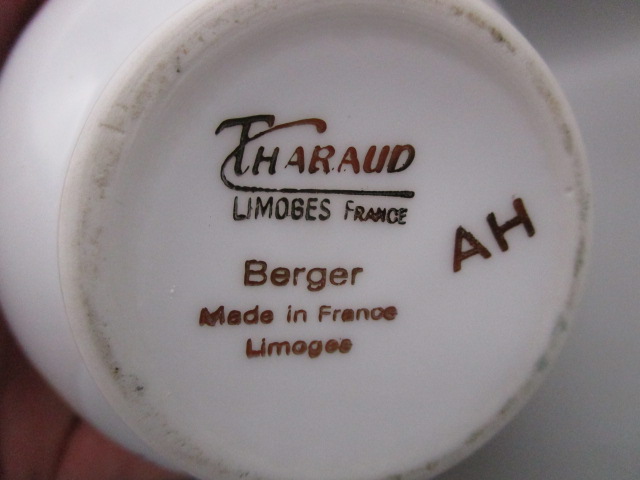 THARAUD
LIMOGES FRANCE
AH
Berger
Made in France
Limoges